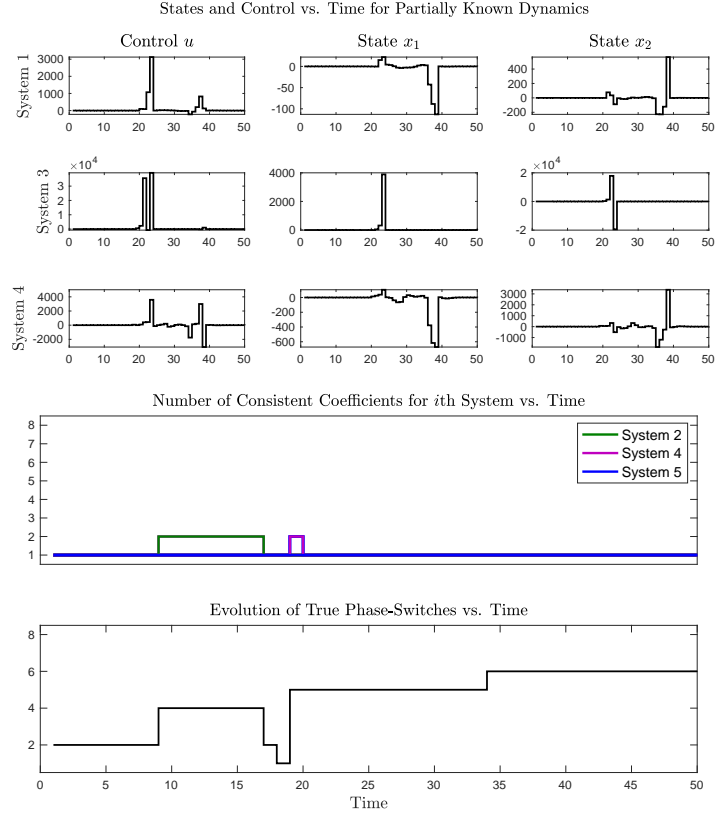 States and Control vs. Time for Partially Known Dynamics
Control u
State x₁
State x₂
System 1
3000
2000
1000
0
0 10 20 30 40 50
0
-50
-100
0 10 20 30 40 50
400
200
0
-200
0 10 20 30 40 50
System 3
×10⁴
3
2
1
0
0 10 20 30 40 50
4000
2000
0
0 10 20 30 40 50
×10⁴
2
0
-2
0 10 20 30 40 50
System 4
4000
2000
0
-2000
0 10 20 30 40 50
0
-200
-400
-600
0 10 20 30 40 50
3000
2000
1000
0
-1000
0 10 20 30 40 50
Number of Consistent Coefficients for ith System vs. Time
8
7
6
5
4
3
2
1
System 2
System 4
System 5
Evolution of True Phase-Switches vs. Time
8
6
4
2
0 5 10 15 20 25 30 35 40 45 50
Time